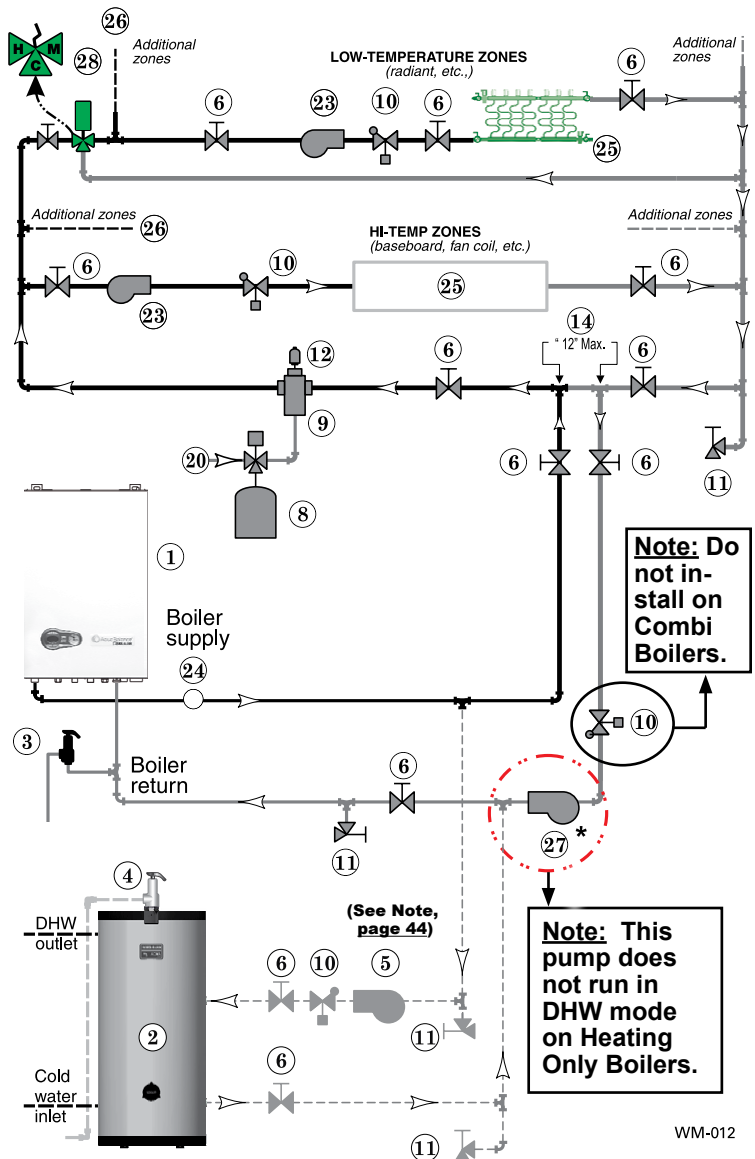 26
H M
C
28
Additional
zones
LOW-TEMPERATURE ZONES
(radiant, etc.,)
Additional
zones
6
6
23
10
6
25
Additional zones
26
HI-TEMP ZONES
(baseboard, fan coil, etc.)
Additional zones
6
23
10
25
6
14
" 12" Max.
12
6
6
9
20
8
6
6
11
1
Note: Do
not in-
stall on
Combi
Boilers.
Boiler
supply
24
10
3
Boiler
return
6
11
27 *
4
DHW
outlet
(See Note,
page 44)
6
10
5
11
Note: This
pump does
not run in
DHW mode
on Heating
Only Boilers.
2
6
Cold
water
inlet
11
WM-012